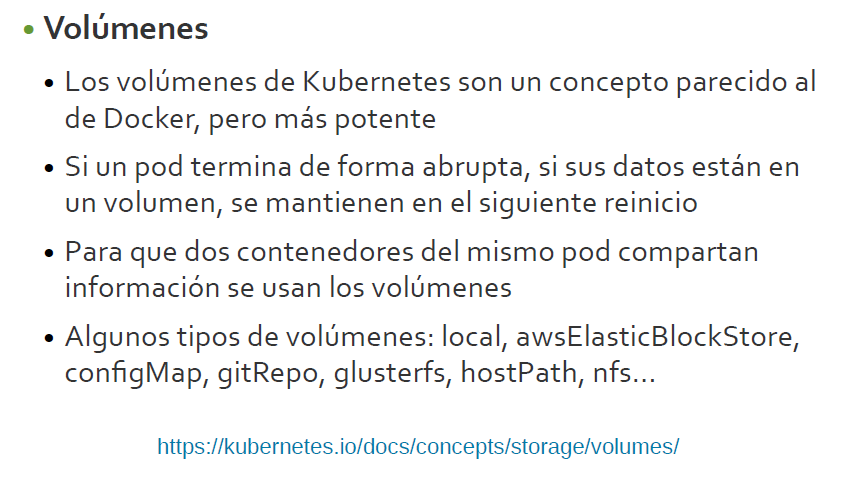 • Volúmenes
• Los volúmenes de Kubernetes son un concepto parecido al
de Docker, pero más potente
• Si un pod termina de forma abrupta, si sus datos están en
un volumen, se mantienen en el siguiente reinicio
• Para que dos contenedores del mismo pod compartan
información se usan los volúmenes
• Algunos tipos de volúmenes: local, awsElasticBlockStore,
configMap, gitRepo, glusterfs, hostPath, nfs…
https://kubernetes.io/docs/concepts/storage/volumes/